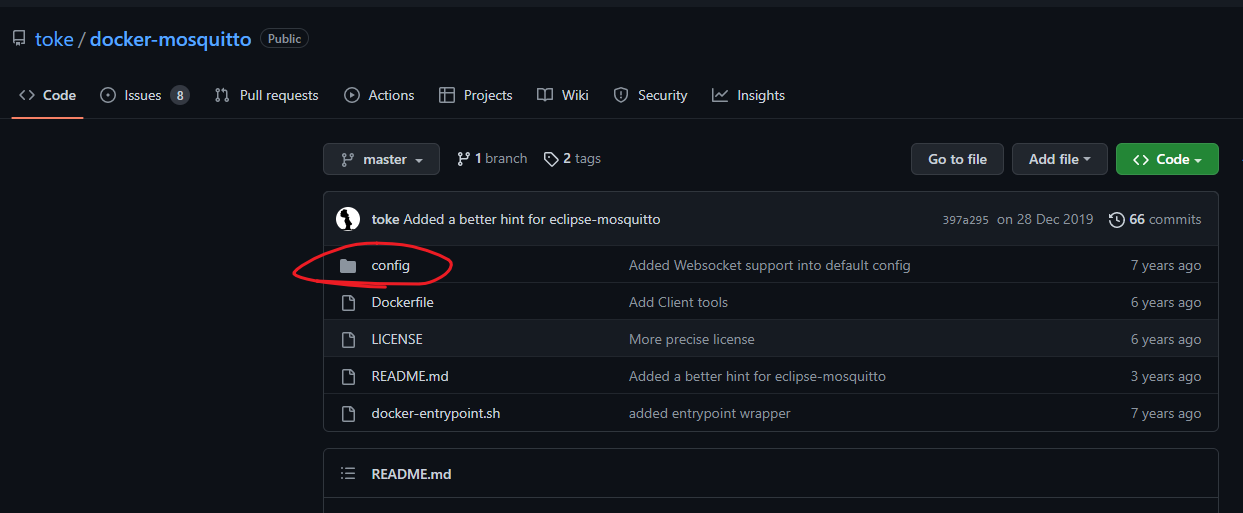 toke / docker-mosquitto Public
Code Issues 8 Pull requests Actions Projects Wiki Security Insights
master 1 branch 2 tags Go to file Add file Code
toke Added a better hint for eclipse-mosquitto 397a295 on 28 Dec 2019 66 commits
config Added Websocket support into default config 7 years ago
Dockerfile Add Client tools 6 years ago
LICENSE More precise license 6 years ago
README.md Added a better hint for eclipse-mosquitto 3 years ago
docker-entrypoint.sh added entrypoint wrapper 7 years ago
README.md